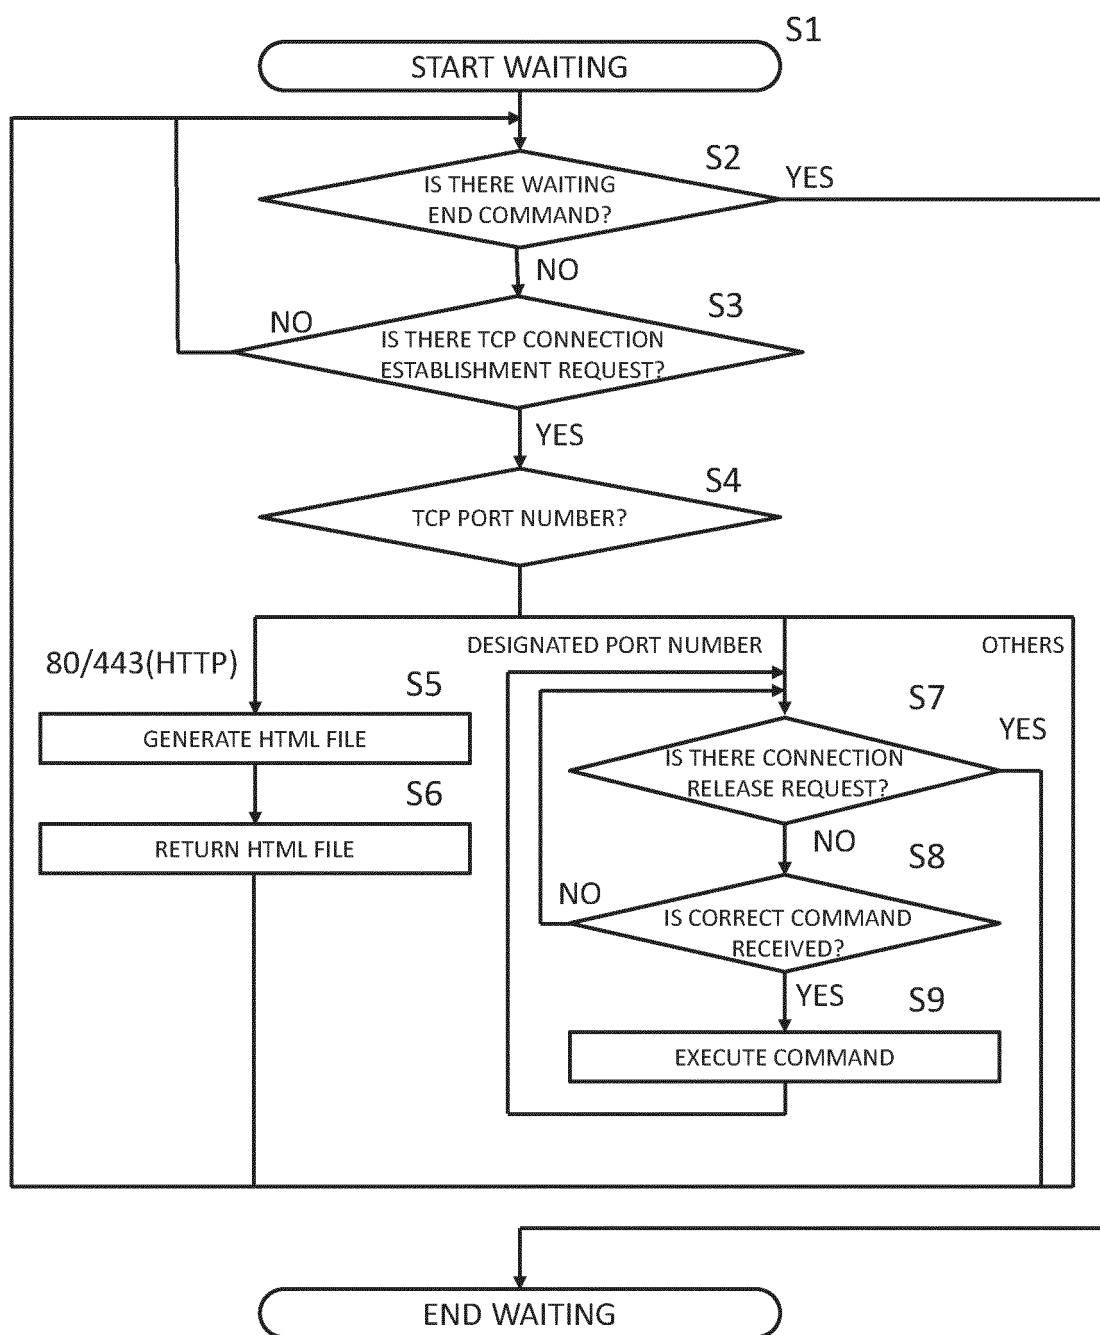 S1
START WAITING
S2
YES
IS THERE WAITING
END COMMAND?
NO
S3
NO
IS THERE TCP CONNECTION
ESTABLISHMENT REQUEST?
YES
S4
TCP PORT NUMBER?
DESIGNATED PORT NUMBER
OTHERS
80/443(HTTP)
S5
GENERATE HTML FILE
S6
RETURN HTML FILE
S7
YES
IS THERE CONNECTION
RELEASE REQUEST?
NO
S8
NO
IS CORRECT COMMAND
RECEIVED?
YES
S9
EXECUTE COMMAND
END WAITING